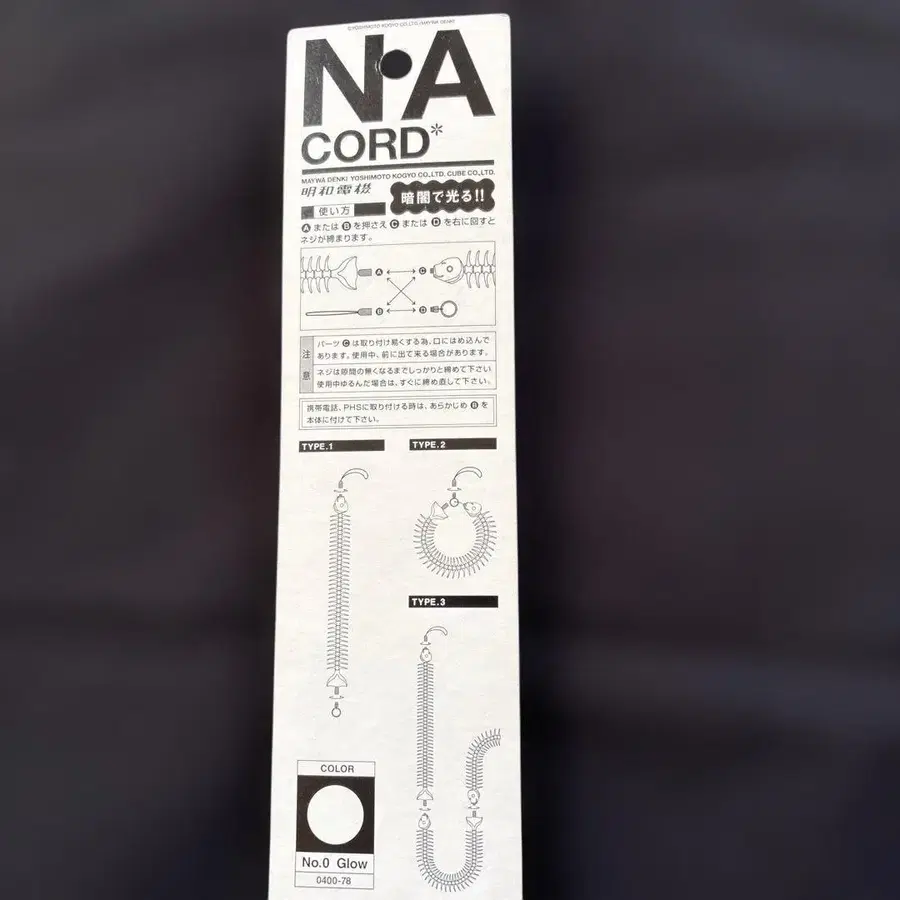 ©YOSHIMOTO KOGYO CO.,LTD./MAYWA DENKI
N•A
CORD*
MAYWA DENKI YOSHIMOTO KOGYO CO.,LTD. CUBE CO.,LTD.
明和電機
暗闇で光る!!
使い方
Ⓐ または Ⓑ を押さえ Ⓒ または Ⓓ を右に回すと
ネジが締まります。
Ⓐ Ⓒ
Ⓑ Ⓓ
注意
パーツ Ⓒ は取り付け易くする為、口にはめ込んで
あります。使用中、前に出て来る場合があります。
ネジは隙間の無くなるまでしっかりと締めて下さい
使用中ゆるんだ場合は、すぐに締め直して下さい。
携帯電話、PHSに取り付ける時は、あらかじめ Ⓑ を
本体に付けて下さい。
TYPE.1
TYPE.2
TYPE.3
COLOR
No.0 Glow
0400-78